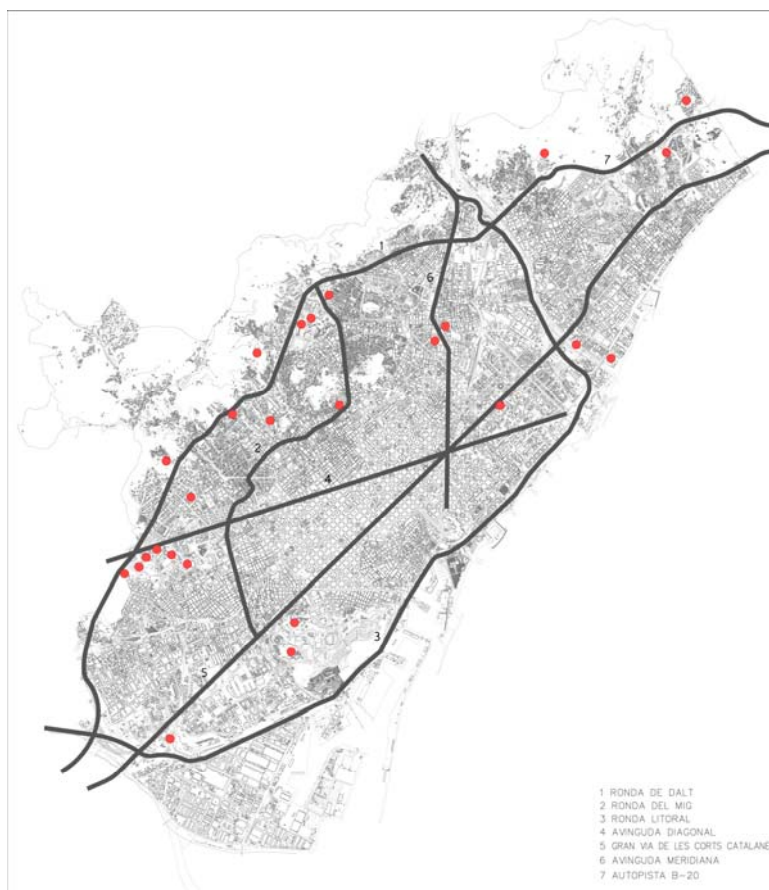 7
1
6
2
4
3
5
1 RONDA DE DALT
2 RONDA DEL MIG
3 RONDA LITORAL
4 AVINGUDA DIAGONAL
5 GRAN VIA DE LES CORTS CATALANE
6 AVINGUDA MERIDIANA
7 AUTOPISTA B-20